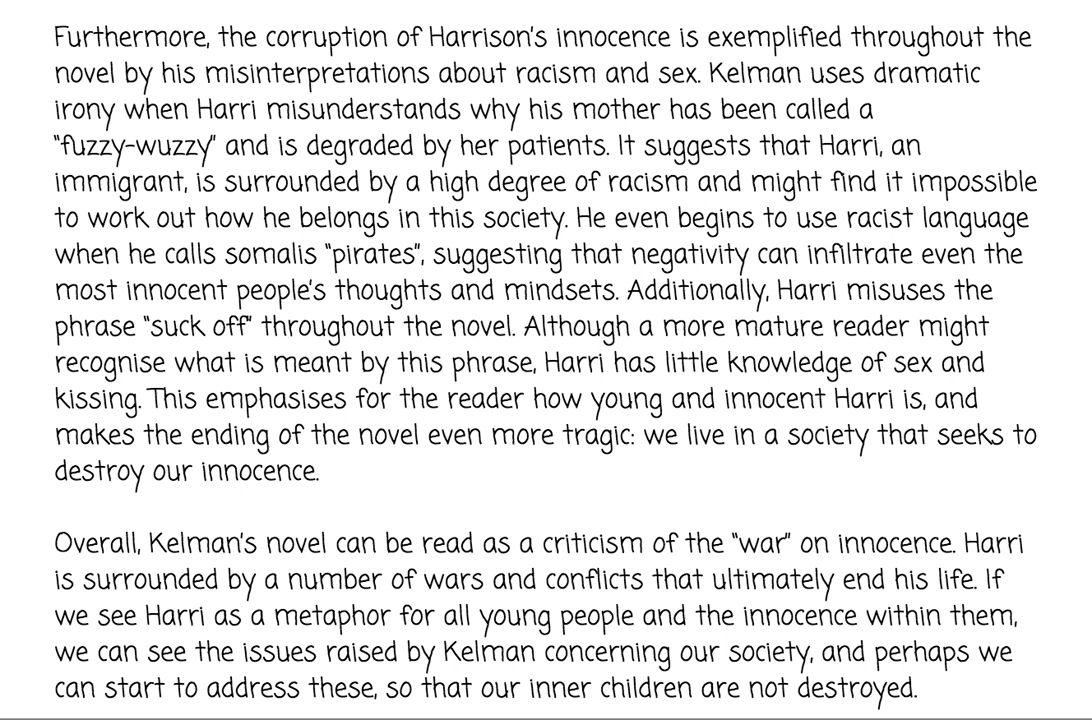 Furthermore, the corruption of Harrison's innocence is exemplified throughout the
novel by his misinterpretations about racism and sex. Kelman uses dramatic
irony when Harri misunderstands why his mother has been called a
"fuzzy-wuzzy" and is degraded by her patients. It suggests that Harri, an
immigrant, is surrounded by a high degree of racism and might find it impossible
to work out how he belongs in this society. He even begins to use racist language
when he calls somalis "pirates", suggesting that negativity can infiltrate even the
most innocent people's thoughts and mindsets. Additionally, Harri misuses the
phrase "suck off" throughout the novel. Although a more mature reader might
recognise what is meant by this phrase, Harri has little knowledge of sex and
kissing. This emphasises for the reader how young and innocent Harri is, and
makes the ending of the novel even more tragic: we live in a society that seeks to
destroy our innocence.

Overall, Kelman's novel can be read as a criticism of the "war" on innocence. Harri
is surrounded by a number of wars and conflicts that ultimately end his life. If
we see Harri as a metaphor for all young people and the innocence within them,
we can see the issues raised by Kelman concerning our society, and perhaps we
can start to address these, so that our inner children are not destroyed.